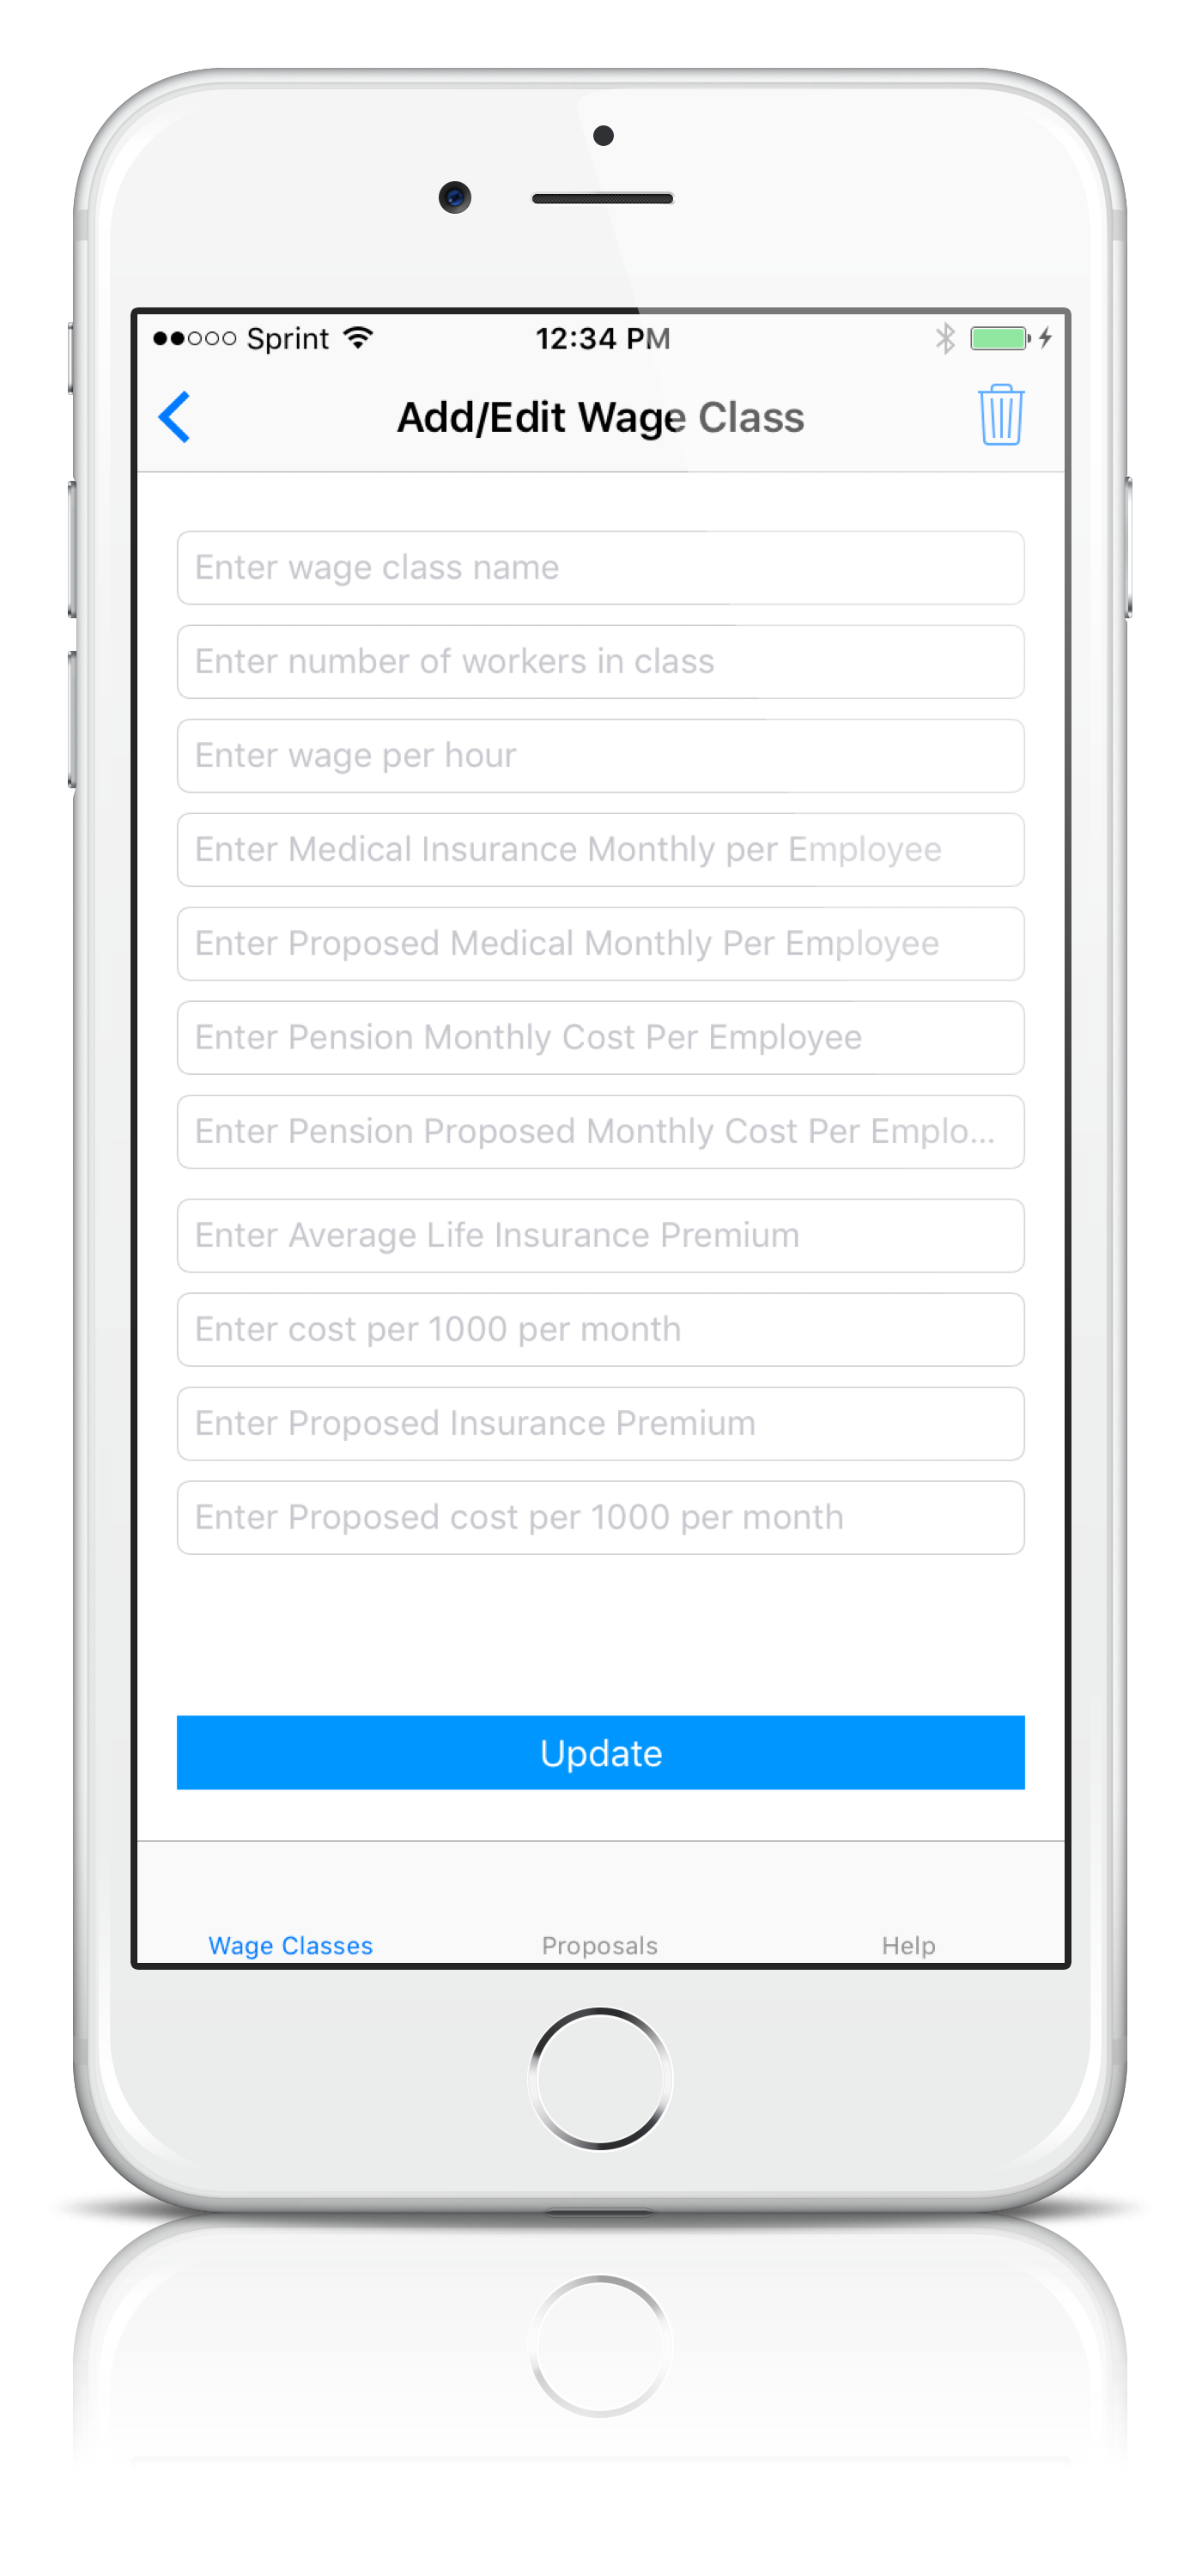 Sprint 12:34 PM
Add/Edit Wage Class
Enter wage class name
Enter number of workers in class
Enter wage per hour
Enter Medical Insurance Monthly per Employee
Enter Proposed Medical Monthly Per Employee
Enter Pension Monthly Cost Per Employee
Enter Pension Proposed Monthly Cost Per Emplo...
Enter Average Life Insurance Premium
Enter cost per 1000 per month
Enter Proposed Insurance Premium
Enter Proposed cost per 1000 per month
Update
Wage Classes Proposals Help